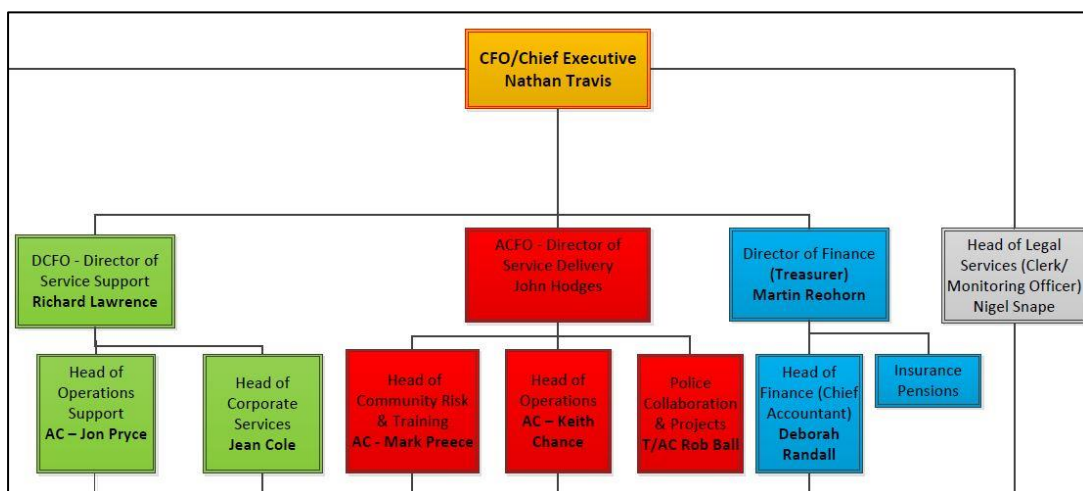 CFO/Chief Executive
Nathan Travis
DCFO - Director of
Service Support
Richard Lawrence
ACFO - Director of
Service Delivery
John Hodges
Director of Finance
(Treasurer)
Martin Reohorn
Head of Legal
Services (Clerk/
Monitoring Officer)
Nigel Snape
Head of
Operations
Support
AC – Jon Pryce
Head of
Corporate
Services
Jean Cole
Head of
Community Risk
& Training
AC - Mark Preece
Head of
Operations
AC – Keith
Chance
Police
Collaboration
& Projects
T/AC Rob Ball
Head of
Finance (Chief
Accountant)
Deborah
Randall
Insurance
Pensions